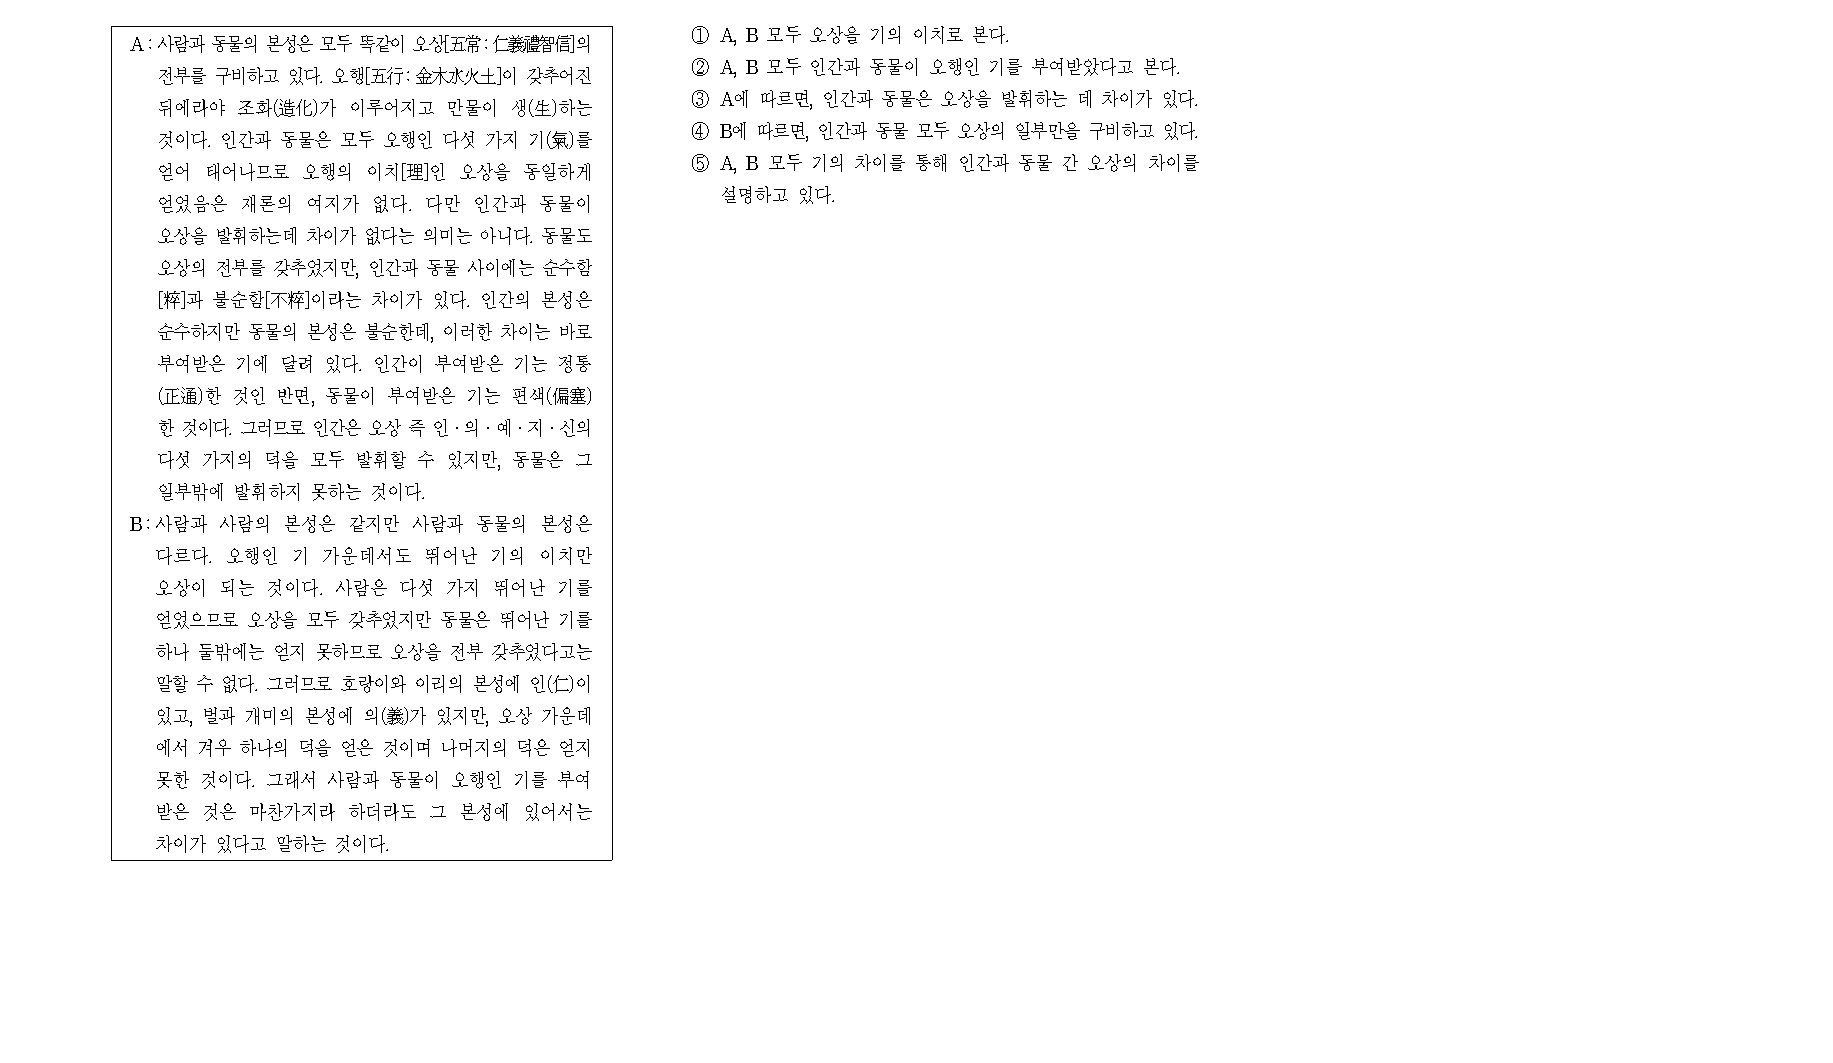 A : 사람과 동물의 본성은 모두 똑같이 오상[五常 : 仁義禮智信]의
전부를 구비하고 있다. 오행[五行 : 金木水火土]이 갖추어진
뒤에라야 조화(造化)가 이루어지고 만물이 생(生)하는
것이다. 인간과 동물은 모두 오행인 다섯 가지 기(氣)를
얻어 태어나므로 오행의 이치[理]인 오상을 동일하게
얻었음은 재론의 여지가 없다. 다만 인간과 동물이
오상을 발휘하는데 차이가 없다는 의미는 아니다. 동물도
오상의 전부를 갖추었지만, 인간과 동물 사이에는 순수함
[粹]과 불순함[不粹]이라는 차이가 있다. 인간의 본성은
순수하지만 동물의 본성은 불순한데, 이러한 차이는 바로
부여받은 기에 달려 있다. 인간이 부여받은 기는 정통
(正通)한 것인 반면, 동물이 부여받은 기는 편색(偏塞)
한 것이다. 그러므로 인간은 오상 즉 인·의·예·지·신의
다섯 가지의 덕을 모두 발휘할 수 있지만, 동물은 그
일부밖에 발휘하지 못하는 것이다.
B : 사람과 사람의 본성은 같지만 사람과 동물의 본성은
다르다. 오행인 기 가운데서도 뛰어난 기의 이치만
오상이 되는 것이다. 사람은 다섯 가지 뛰어난 기를
얻었으므로 오상을 모두 갖추었지만 동물은 뛰어난 기를
하나 둘밖에는 얻지 못하므로 오상을 전부 갖추었다고는
말할 수 없다. 그러므로 호랑이와 이리의 본성에 인(仁)이
있고, 벌과 개미의 본성에 의(義)가 있지만, 오상 가운데
에서 겨우 하나의 덕을 얻은 것이며 나머지의 덕은 얻지
못한 것이다. 그래서 사람과 동물이 오행인 기를 부여
받은 것은 마찬가지라 하더라도 그 본성에 있어서는
차이가 있다고 말하는 것이다.
① A, B 모두 오상을 기의 이치로 본다.
② A, B 모두 인간과 동물이 오행인 기를 부여받았다고 본다.
③ A에 따르면, 인간과 동물은 오상을 발휘하는 데 차이가 있다.
④ B에 따르면, 인간과 동물 모두 오상의 일부만을 구비하고 있다.
⑤ A, B 모두 기의 차이를 통해 인간과 동물 간 오상의 차이를
설명하고 있다.